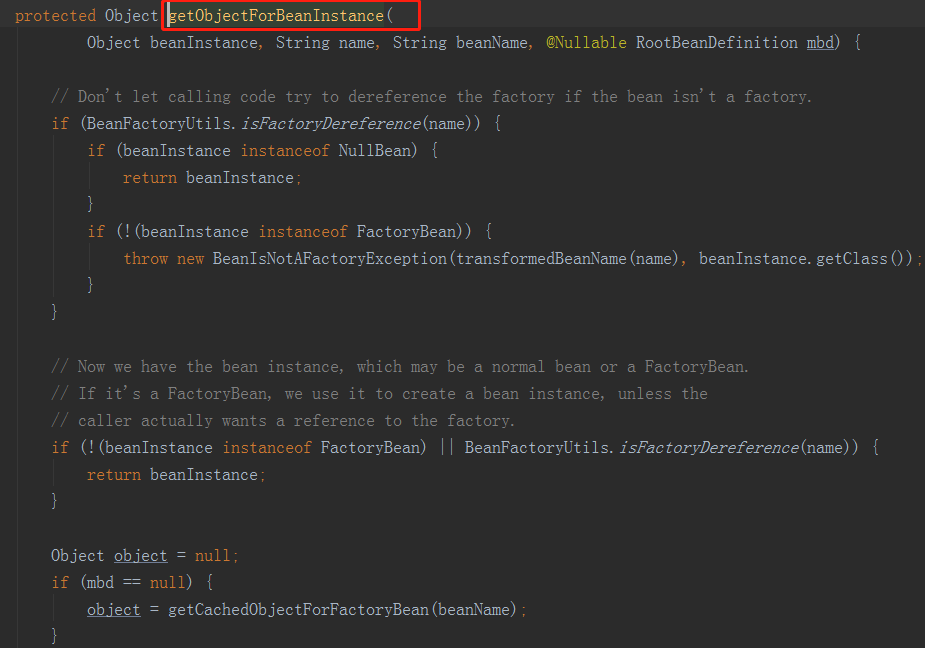 protected Object getObjectForBeanInstance(
        Object beanInstance, String name, String beanName, @Nullable RootBeanDefinition mbd) {
    // Don't let calling code try to dereference the factory if the bean isn't a factory.
    if (BeanFactoryUtils.isFactoryDereference(name)) {
        if (beanInstance instanceof NullBean) {
            return beanInstance;
        }
        if (!(beanInstance instanceof FactoryBean)) {
            throw new BeanIsNotAFactoryException(transformedBeanName(name), beanInstance.getClass());
        }
    }
    // Now we have the bean instance, which may be a normal bean or a FactoryBean.
    // If it's a FactoryBean, we use it to create a bean instance, unless the
    // caller actually wants a reference to the factory.
    if (!(beanInstance instanceof FactoryBean) || BeanFactoryUtils.isFactoryDereference(name)) {
        return beanInstance;
    }
    Object object = null;
    if (mbd == null) {
        object = getCachedObjectForFactoryBean(beanName);
    }